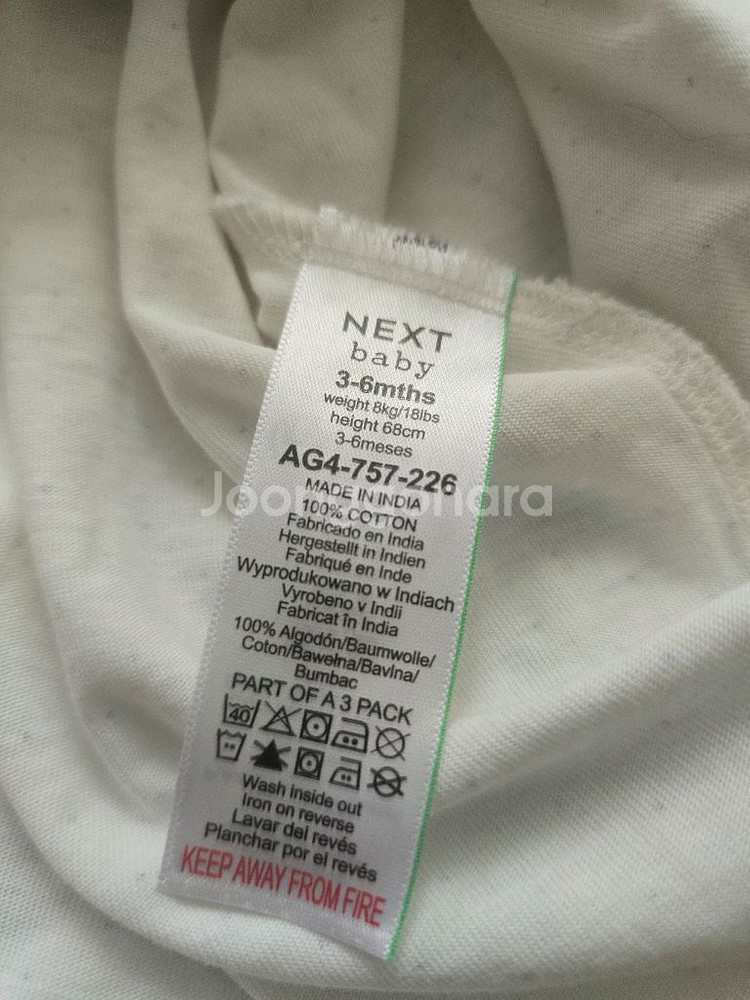 NEXT
baby
3-6mths
weight 8kg/18lbs
height 68cm
3-6meses
AG4-757-226
MADE IN INDIA
100% COTTON
Fabricado en India
Hergestellt in Indien
Fabriqué en Inde
Wyprodukowano w Indiach
Vyrobeno v Indii
Fabricat în India
100% Algodón/Baumwolle/
Coton/Bawełna/Bavlna/
Bumbac
PART OF A 3 PACK
40
Wash inside out
Iron on reverse
Lavar del revés
Planchar por el revés
KEEP AWAY FROM FIRE
Joonggonara